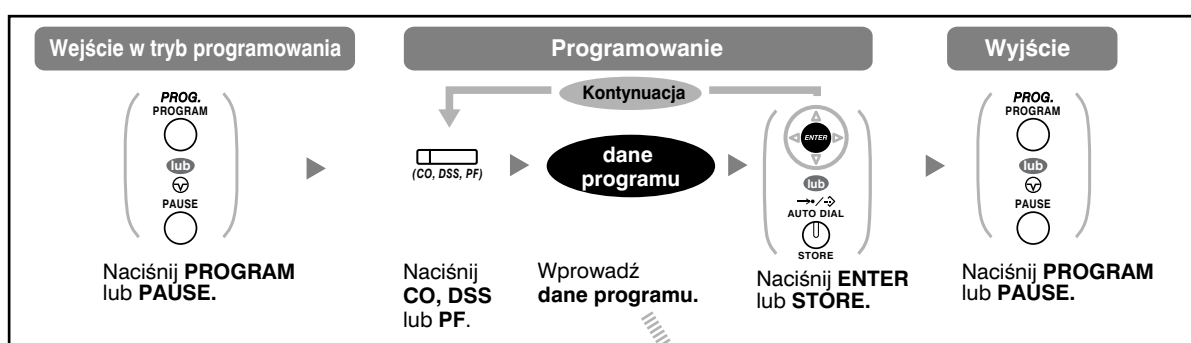 Wejście w tryb programowania
Programowanie
Wyjście
Kontynuacja
PROG.
PROGRAM
lub
PAUSE
Naciśnij PROGRAM
lub PAUSE.
(CO, DSS, PF)
Naciśnij
CO, DSS
lub PF.
dane
programu
Wprowadź
dane programu.
ENTER
lub
AUTO DIAL
STORE
Naciśnij ENTER
lub STORE.
PROG.
PROGRAM
lub
PAUSE
Naciśnij PROGRAM
lub PAUSE.